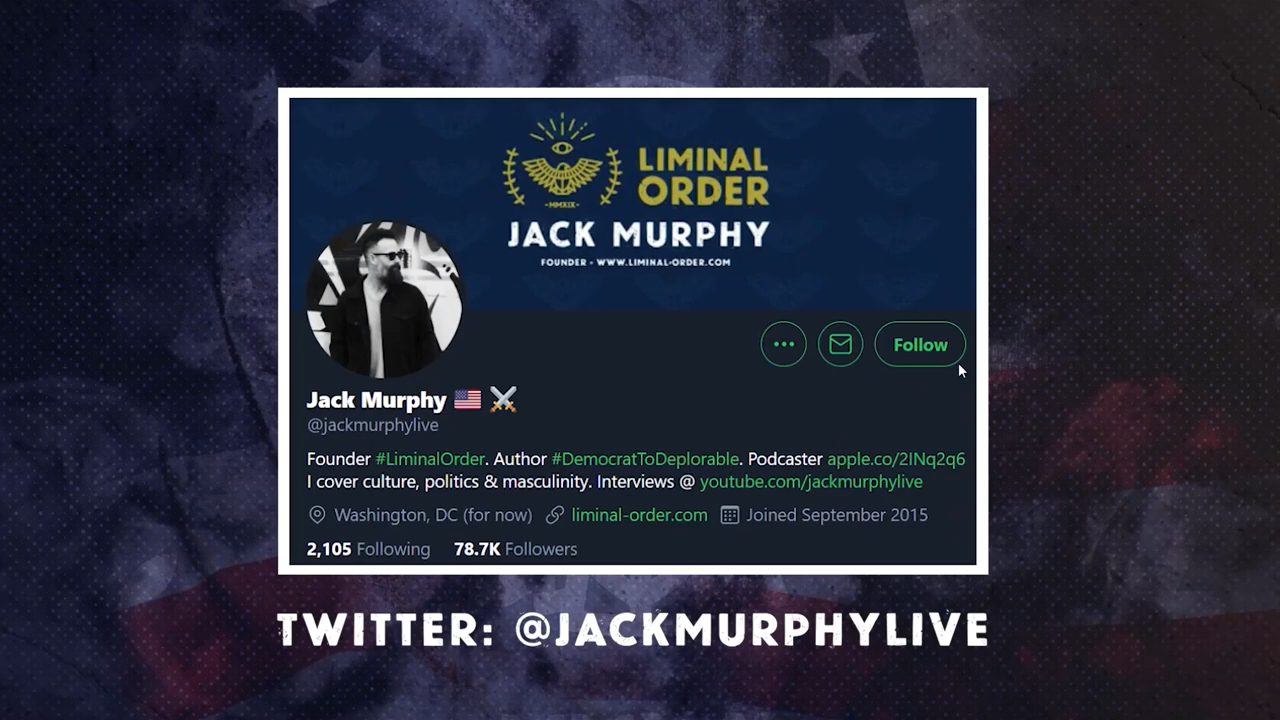 LIMINAL
ORDER
-MMXIX-
JACK MURPHY
FOUNDER - WWW.LIMINAL-ORDER.COM
Follow
Jack Murphy 🇺🇸 ⚔️
@jackmurphylive
Founder #LiminalOrder. Author #DemocratToDeplorable. Podcaster apple.co/2INq2q6
I cover culture, politics & masculinity. Interviews @ youtube.com/jackmurphylive
Washington, DC (for now) liminal-order.com Joined September 2015
2,105 Following 78.7K Followers
TWITTER: @JACKMURPHYLIVE